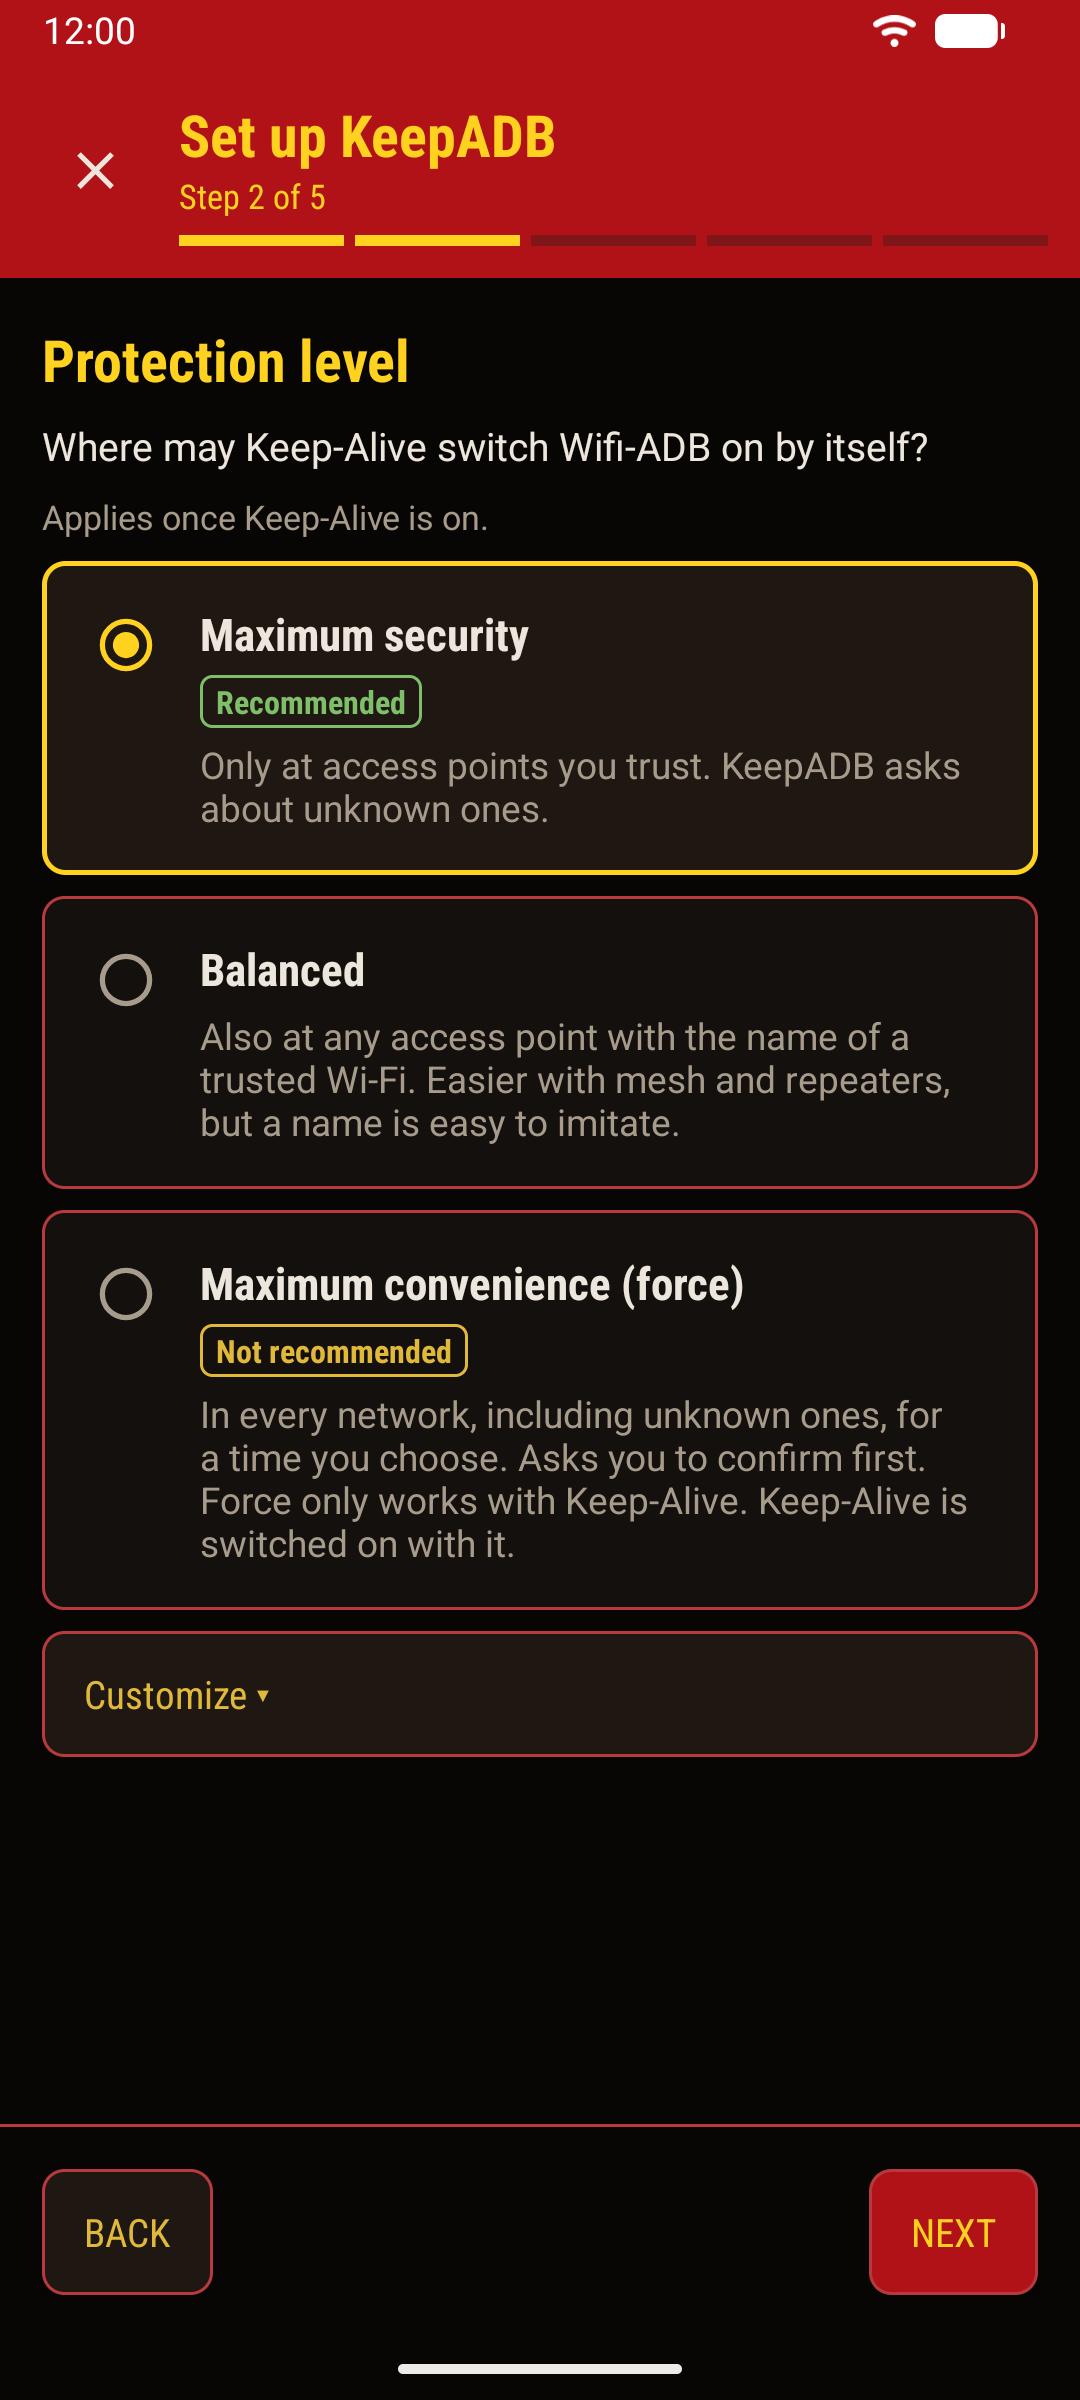 12:00
Set up KeepADB
Step 2 of 5
Protection level
Where may Keep-Alive switch Wifi-ADB on by itself?
Applies once Keep-Alive is on.
Maximum security
Recommended
Only at access points you trust. KeepADB asks
about unknown ones.
Balanced
Also at any access point with the name of a
trusted Wi-Fi. Easier with mesh and repeaters,
but a name is easy to imitate.
Maximum convenience (force)
Not recommended
In every network, including unknown ones, for
a time you choose. Asks you to confirm first.
Force only works with Keep-Alive. Keep-Alive is
switched on with it.
Customize ▾
BACK
NEXT